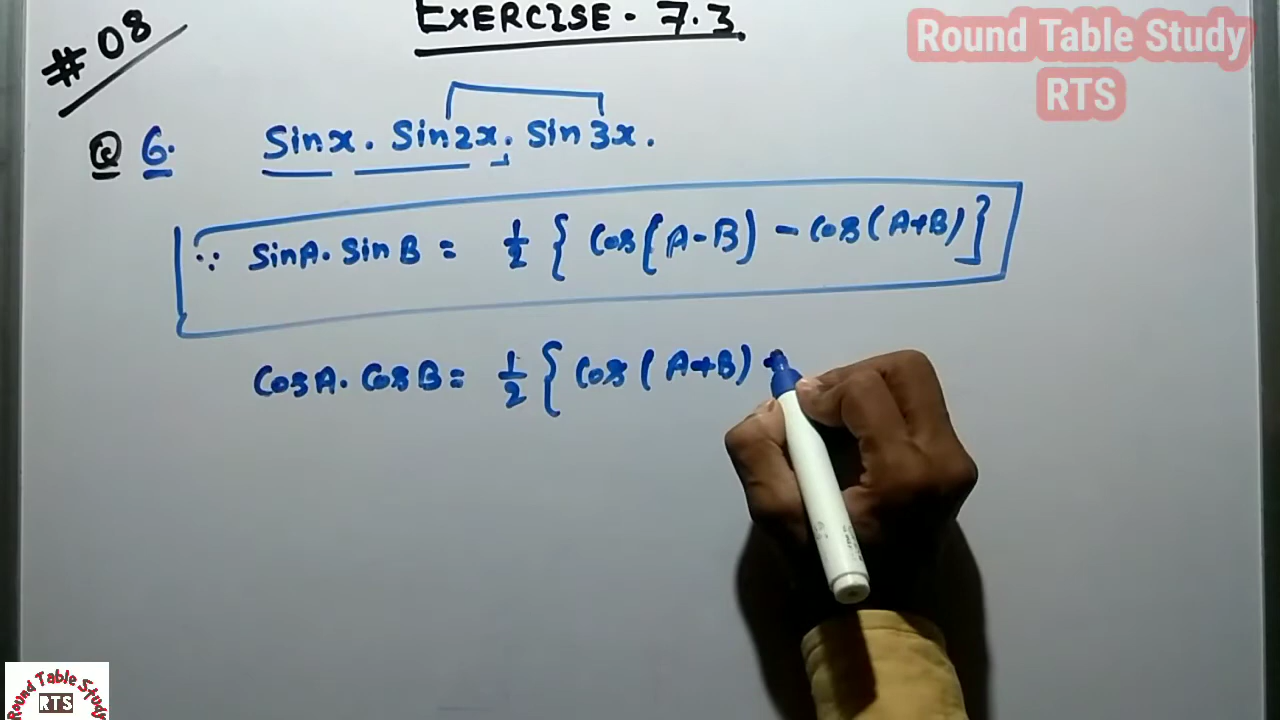 EXERCISE - 7.3
# 08
Round Table Study
RTS
Q 6. Sinx . Sin2x . Sin3x.
∵ SinA . SinB = 1/2 { Cos(A-B) - Cos(A+B) }
CosA . CosB = 1/2 { Cos(A+B) +
Round Table Study
RTS